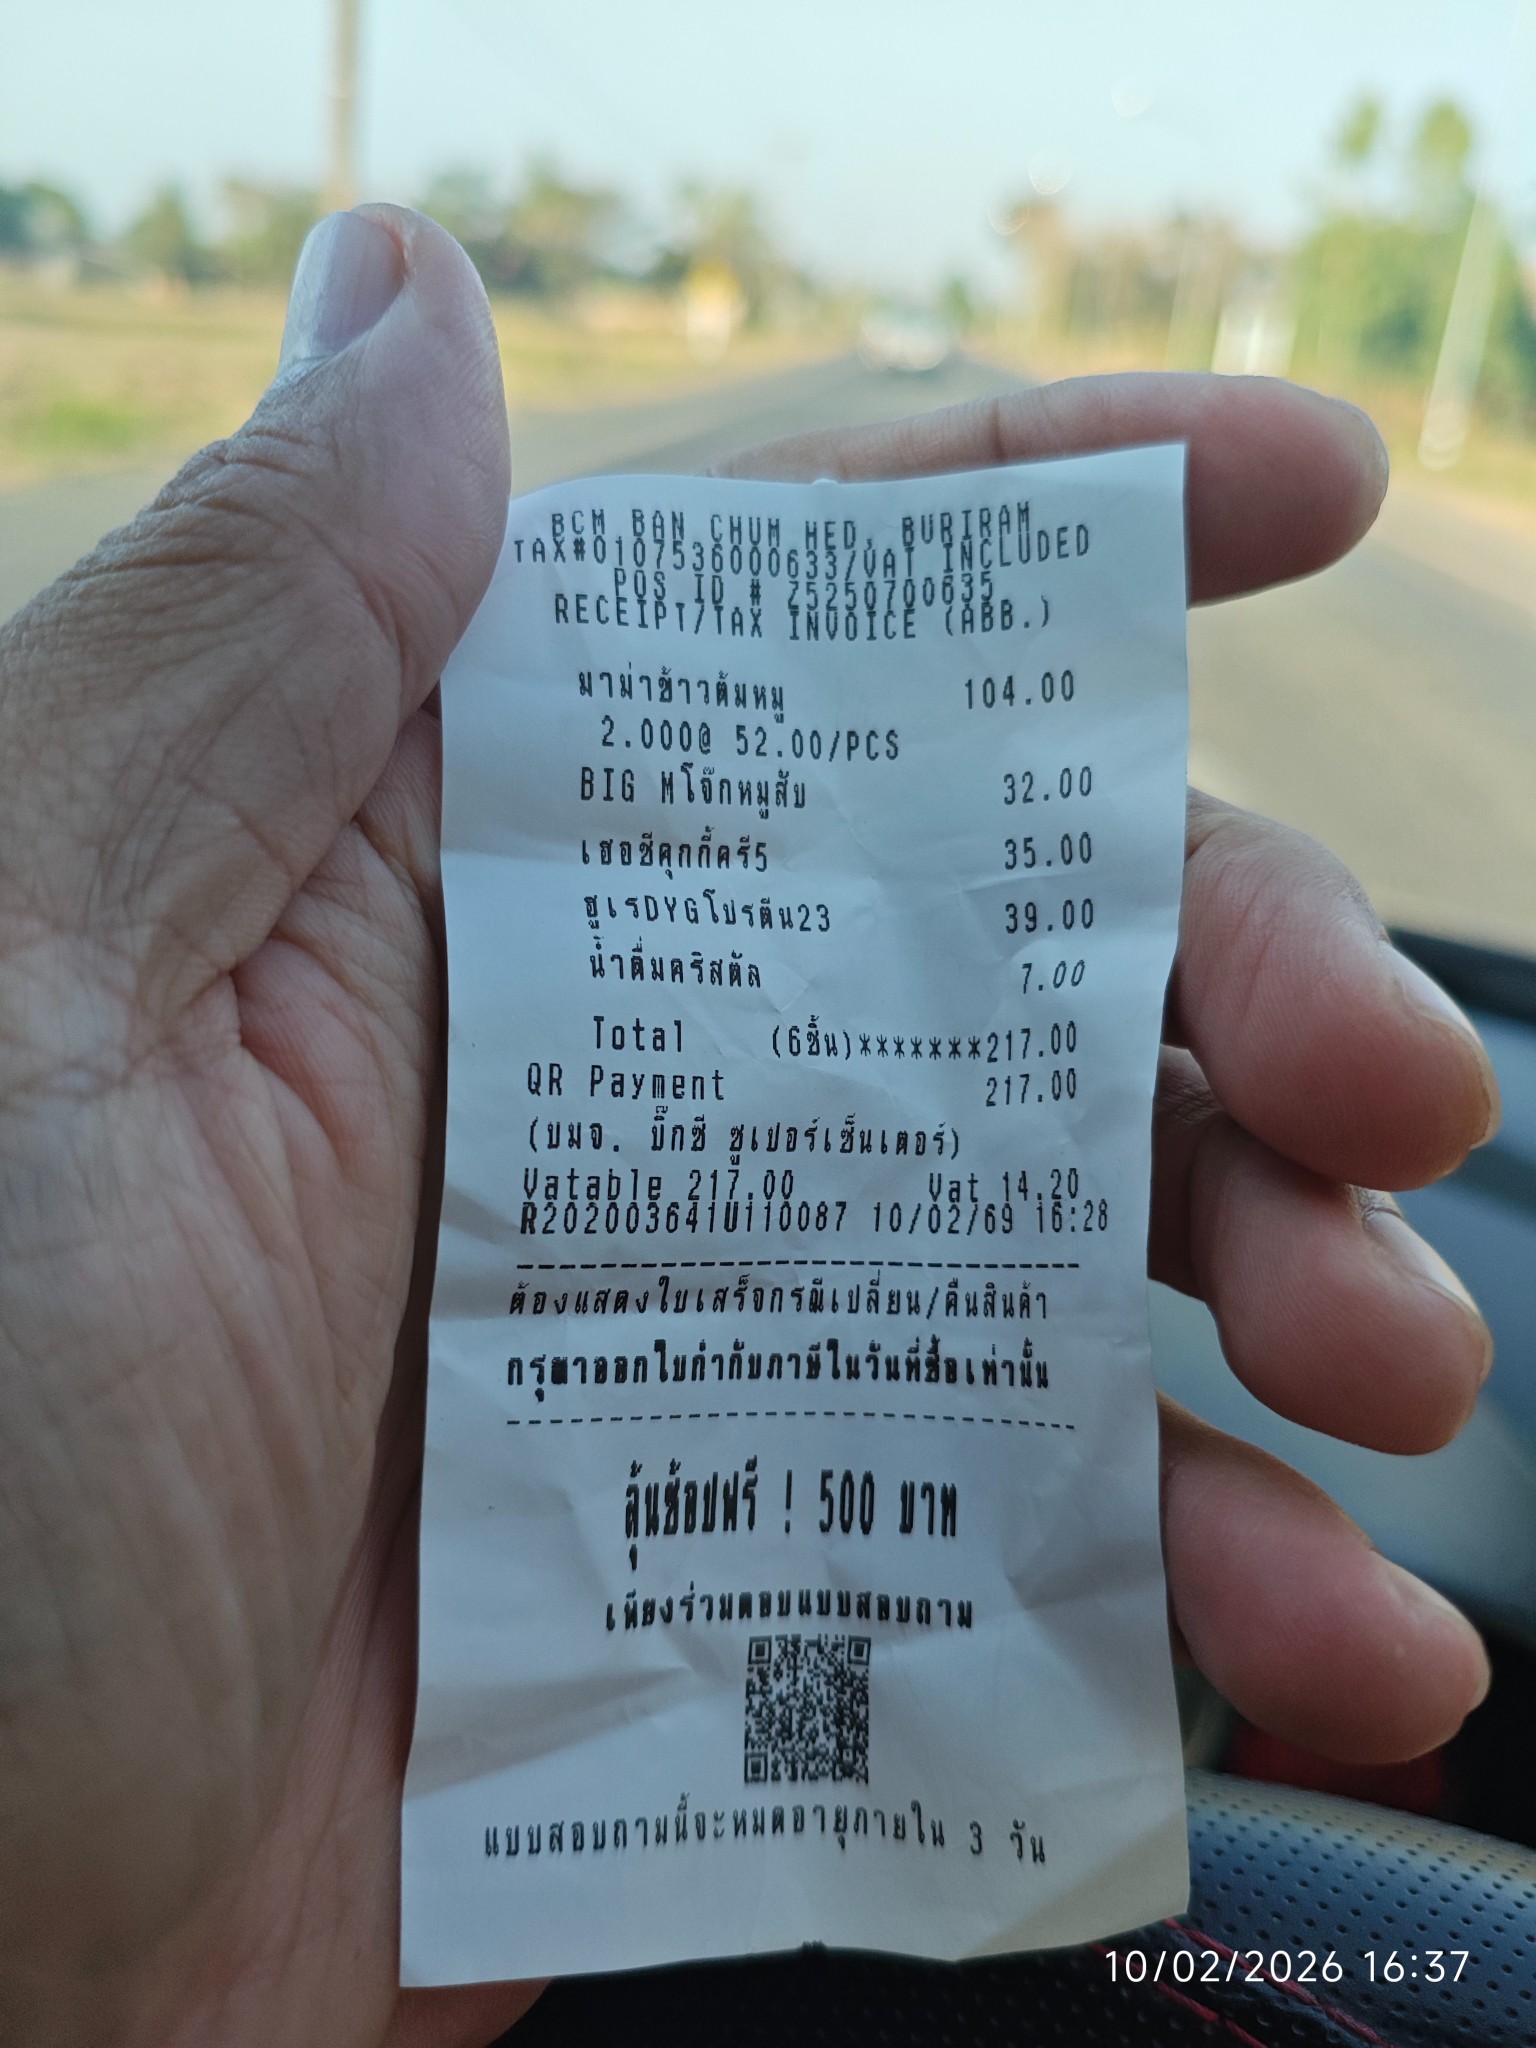 BCM BAN CHUM HED, BURIRAM
TAX#0107536000633/VAT INCLUDED
POS ID # Z5250700635
RECEIPT/TAX INVOICE (ABB.)
มาม่าข้าวต้มหมู 104.00
2.000@ 52.00/PCS
BIG Mโจ๊กหมูสับ 32.00
เฮอชีคุกกี้ครี5 35.00
ฮูเรDYGโปรตีน23 39.00
น้ำดื่มคริสตัล 7.00
Total (6ชิ้น)*******217.00
QR Payment 217.00
(บมจ. บิ๊กซี ซูเปอร์เซ็นเตอร์)
Vatable 217.00 Vat 14.20
R202003641U110087 10/02/69 16:28
ต้องแสดงใบเสร็จกรณีเปลี่ยน/คืนสินค้า
กรุณาออกใบกำกับภาษีในวันที่ซื้อเท่านั้น
ลุ้นช้อปฟรี ! 500 บาท
เพียงร่วมตอบแบบสอบถาม
แบบสอบถามนี้จะหมดอายุภายใน 3 วัน
10/02/2026 16:37